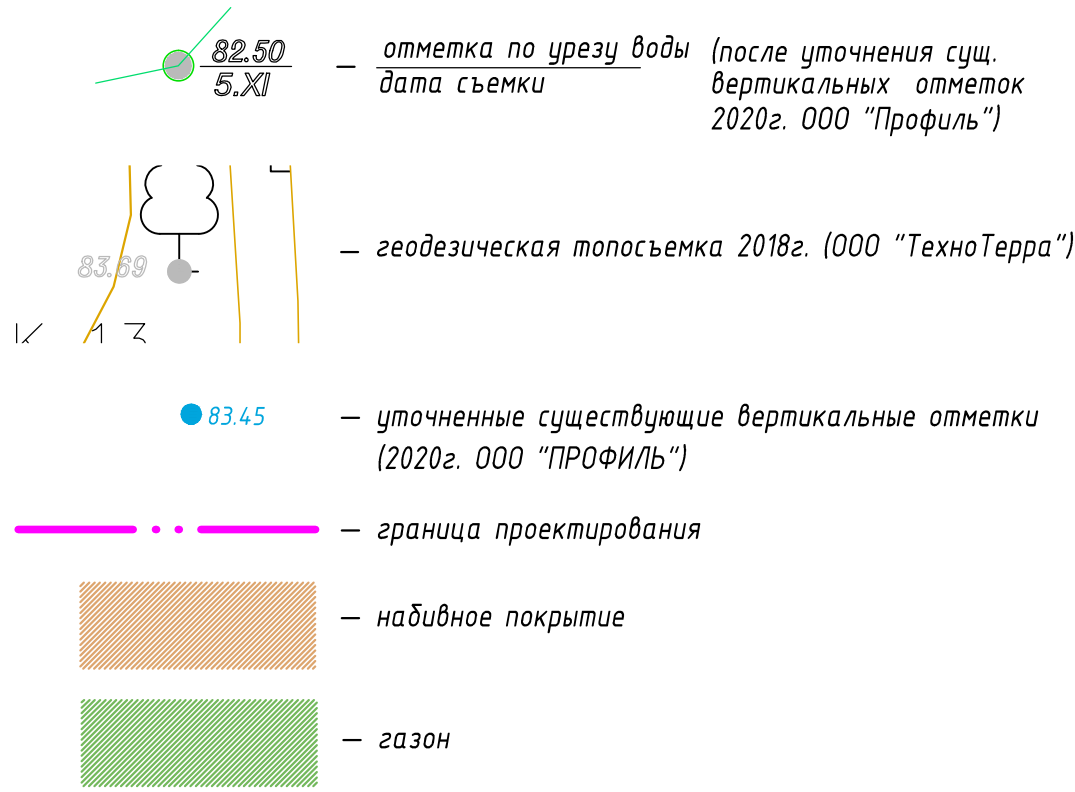 82.50 – отметка по урезу воды (после уточнения сущ.
5.XI дата съемки вертикальных отметок
2020г. ООО "Профиль")
– геодезическая топосъемка 2018г. (ООО "ТехноТерра")
83.69
К 13
83.45 – уточненные существующие вертикальные отметки
(2020г. ООО "ПРОФИЛЬ")
– граница проектирования
– набивное покрытие
– газон